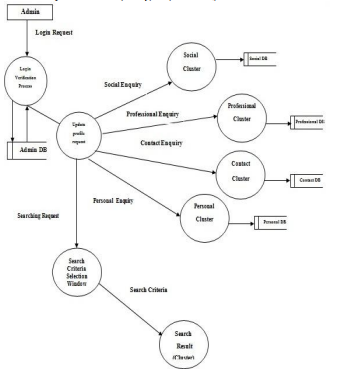 Admin
Login Request
Login
Verification
Process
Admin DB
Update
profile
request
Social Enquiry
Social
Cluster
Social DB
Professional Enquiry
Professional
Cluster
Professional DB
Contact Enquiry
Contact
Cluster
Contact DB
Personal Enquiry
Personal
Cluster
Personal DB
Searching Request
Search
Criteria
Selection
Window
Search Criteria
Search
Result
(Cluster)